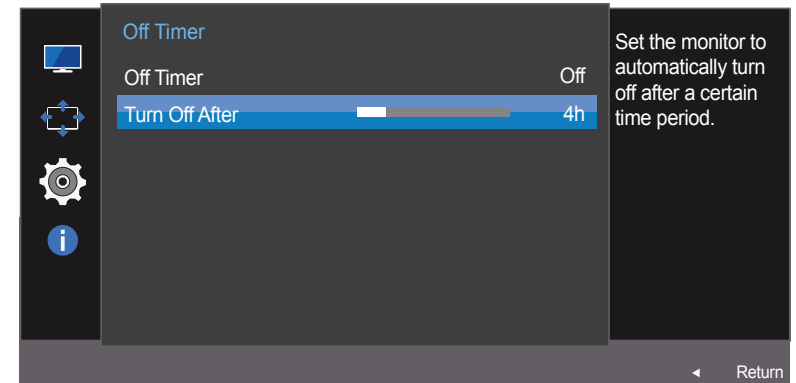 Off Timer
Off Timer Off
Turn Off After 4h
Set the monitor to
automatically turn
off after a certain
time period.
i
◄ Return